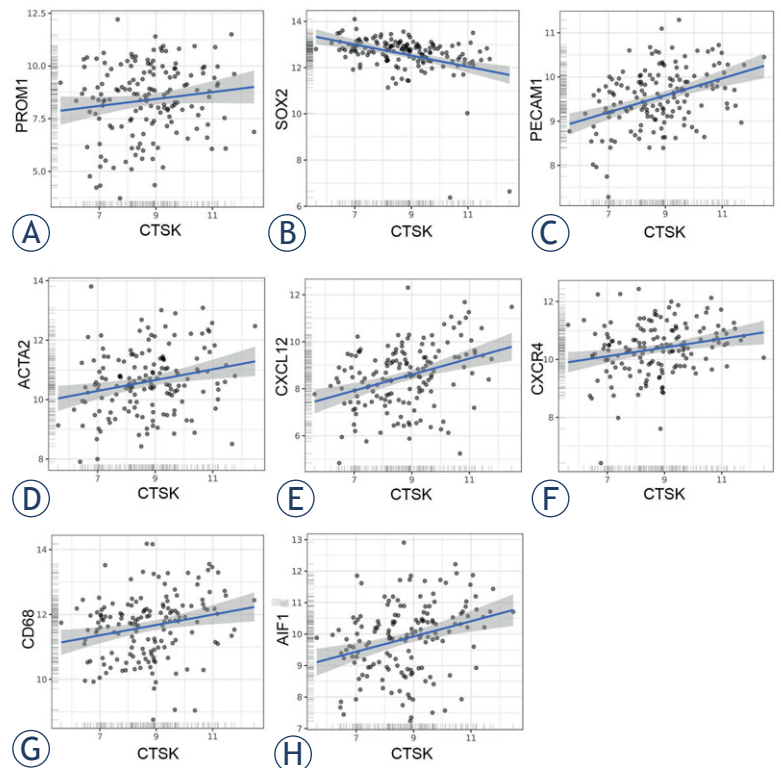 12.5
10.0
7.5
5.0
PROM1
7 9 11
CTSK
A
14
12
10
8
6
SOX2
7 9 11
CTSK
B
11
10
9
8
PECAM1
7 9 11
CTSK
C
14
12
10
8
ACTA2
7 9 11
CTSK
D
12
10
8
6
CXCL12
7 9 11
CTSK
E
12
10
8
CXCR4
7 9 11
CTSK
F
14
12
10
CD68
7 9 11
CTSK
G
13
12
11
10
9
8
7
AIF1
7 9 11
CTSK
H